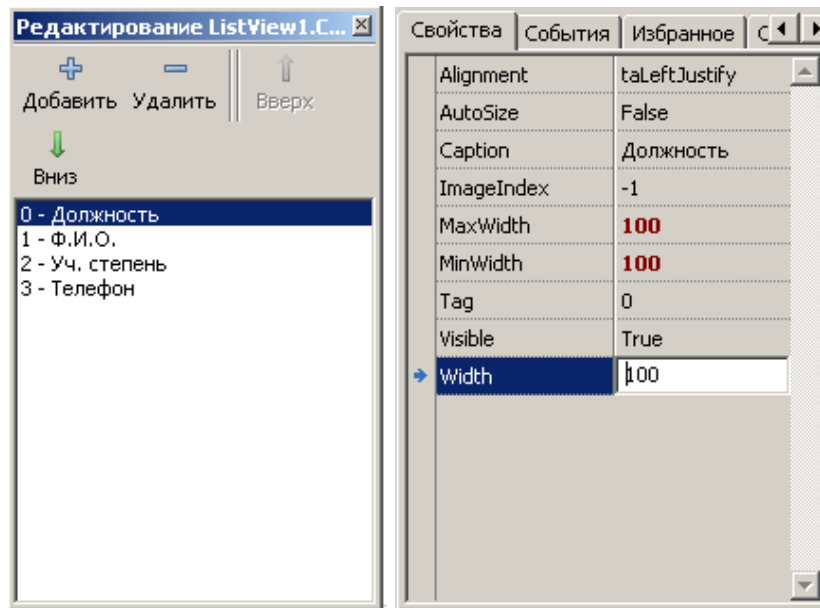 Редактирование ListView1.C...
Добавить Удалить Вверх
Вниз
0 - Должность
1 - Ф.И.О.
2 - Уч. степень
3 - Телефон
Свойства События Избранное
Alignment taLeftJustify
AutoSize False
Caption Должность
ImageIndex -1
MaxWidth 100
MinWidth 100
Tag 0
Visible True
Width 100